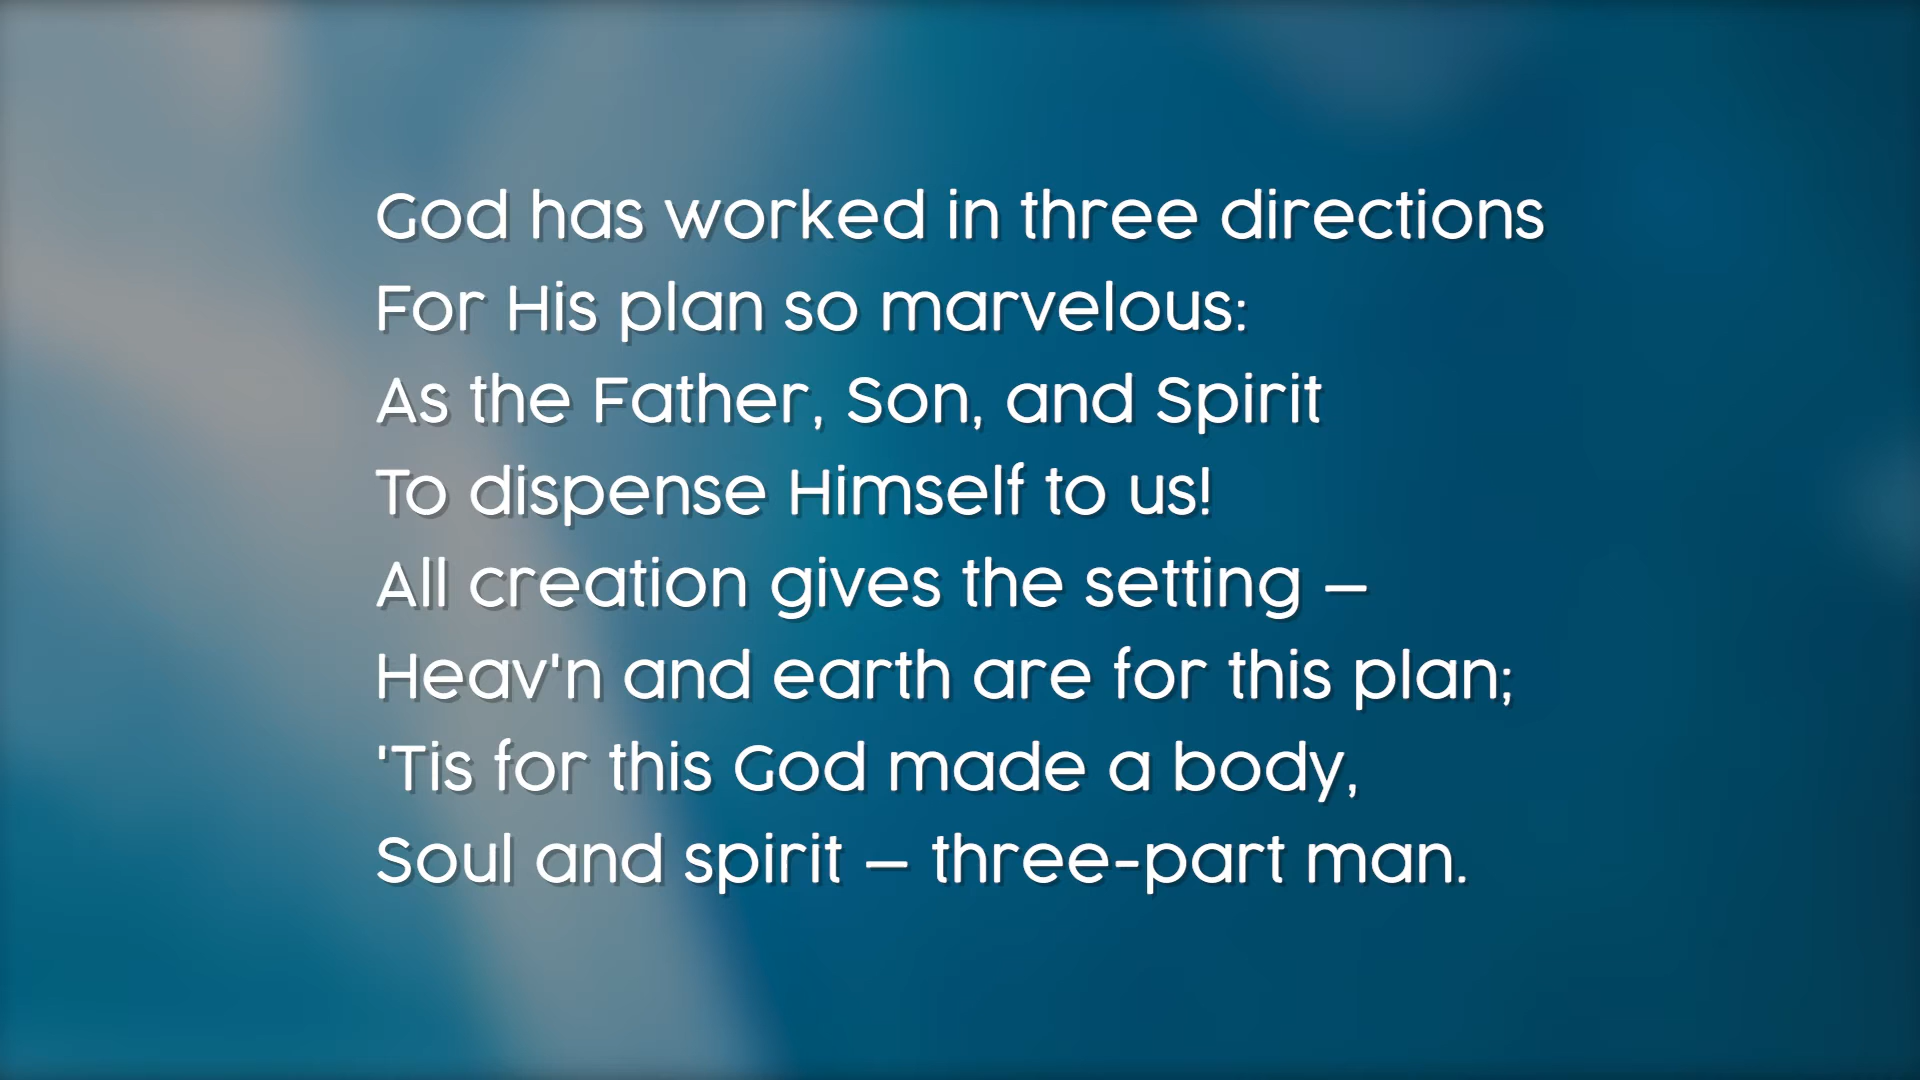 God has worked in three directions
For His plan so marvelous:
As the Father, Son, and Spirit
To dispense Himself to us!
All creation gives the setting –
Heav'n and earth are for this plan;
'Tis for this God made a body,
Soul and spirit – three-part man.